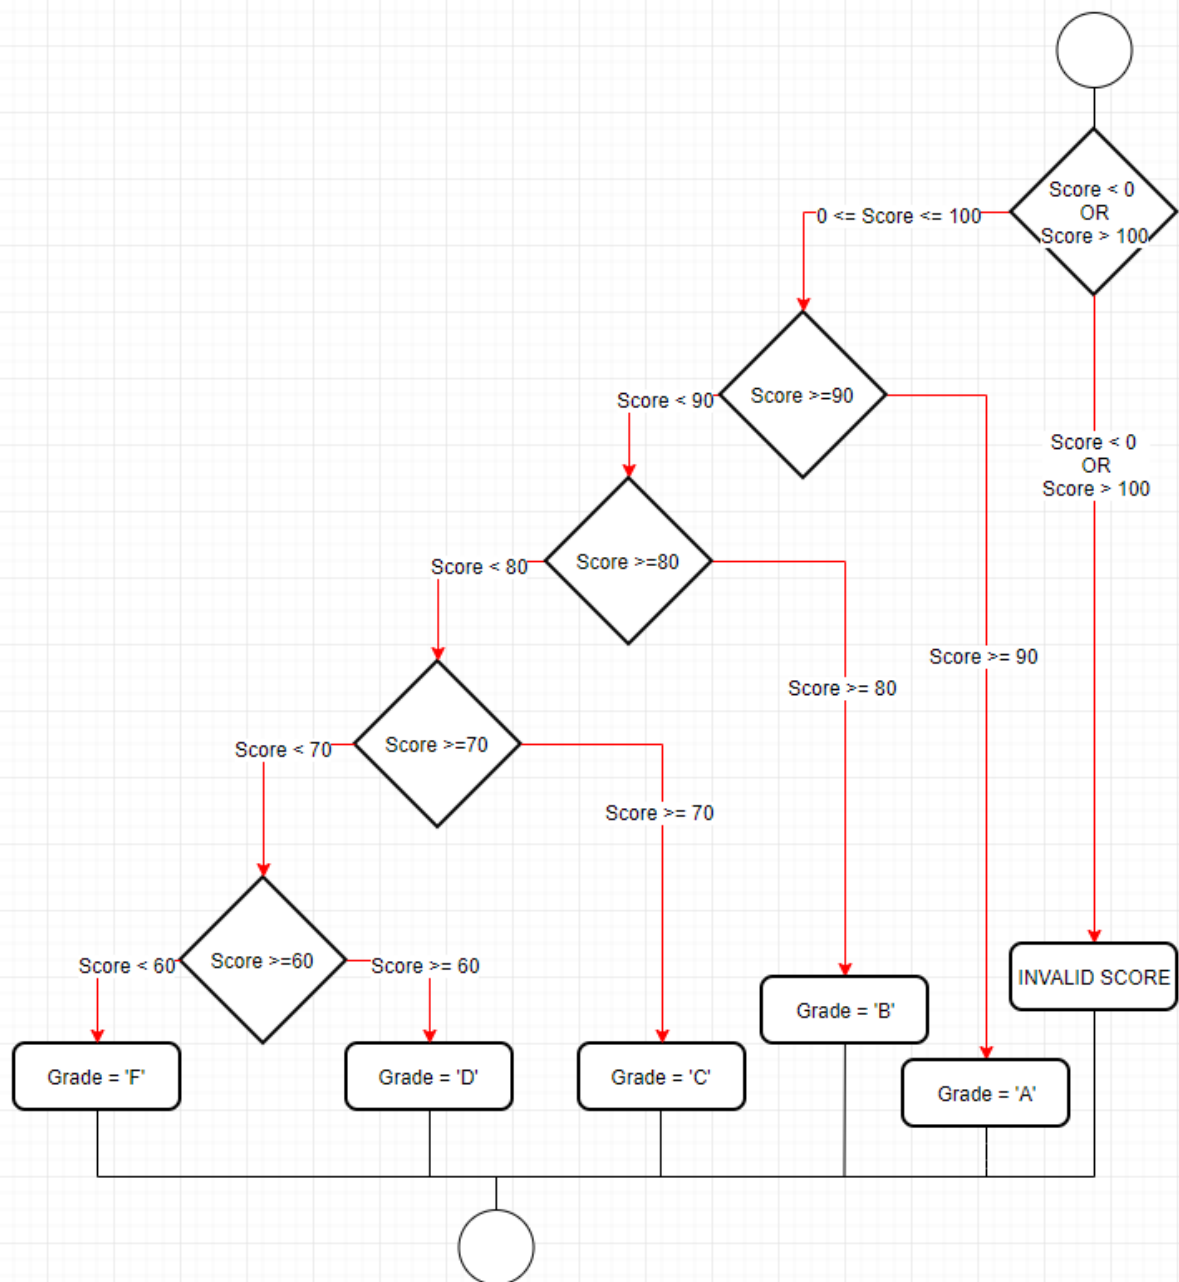 Score < 0
OR
Score > 100
0 <= Score <= 100
Score >=90
Score < 90
Score < 0
OR
Score > 100
Score >=80
Score < 80
Score >= 90
Score >= 80
Score >=70
Score < 70
Score >= 70
Score >=60
Score < 60
Score >= 60
INVALID SCORE
Grade = 'B'
Grade = 'F'
Grade = 'D'
Grade = 'C'
Grade = 'A'